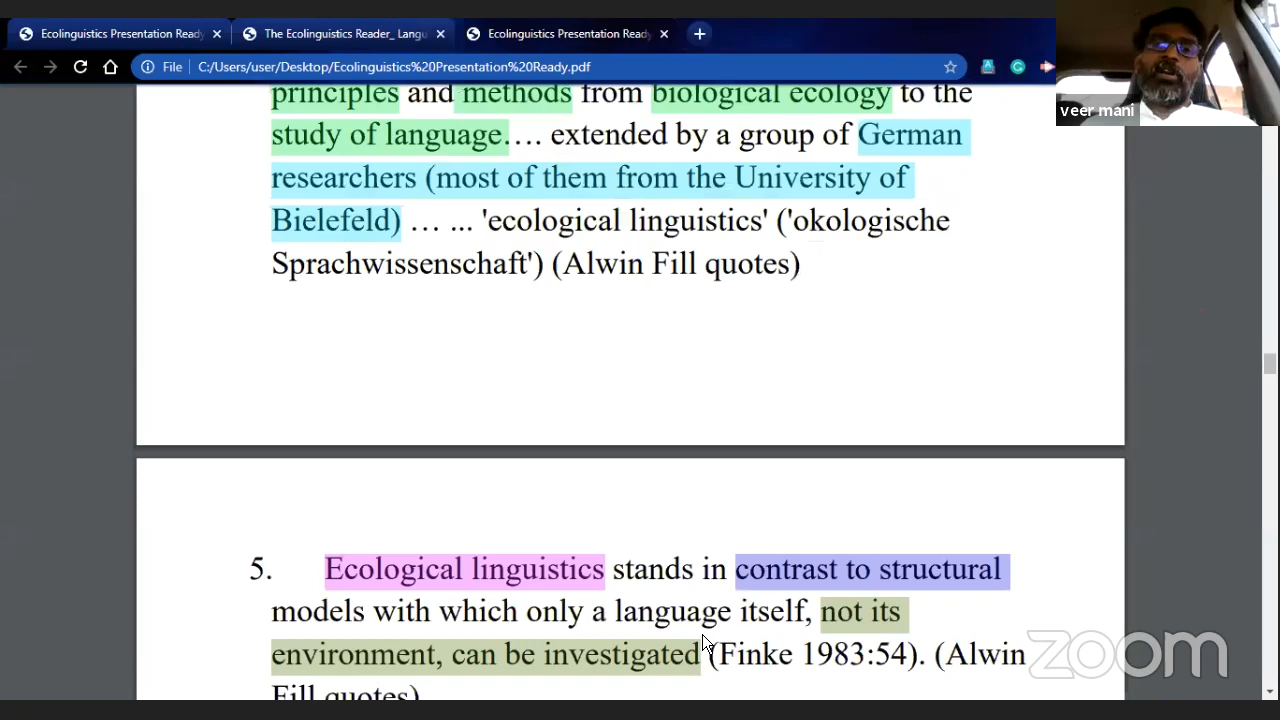 Ecolinguistics Presentation Ready
The Ecolinguistics Reader_ Langu
Ecolinguistics Presentation Ready
File
C:/Users/user/Desktop/Ecolinguistics%20Presentation%20Ready.pdf
veer mani
principles and methods from biological ecology to the
study of language…. extended by a group of German
researchers (most of them from the University of
Bielefeld) … ... 'ecological linguistics' ('okologische
Sprachwissenschaft') (Alwin Fill quotes)
5. Ecological linguistics stands in contrast to structural
models with which only a language itself, not its
environment, can be investigated (Finke 1983:54). (Alwin
Fill quotes)
zoom